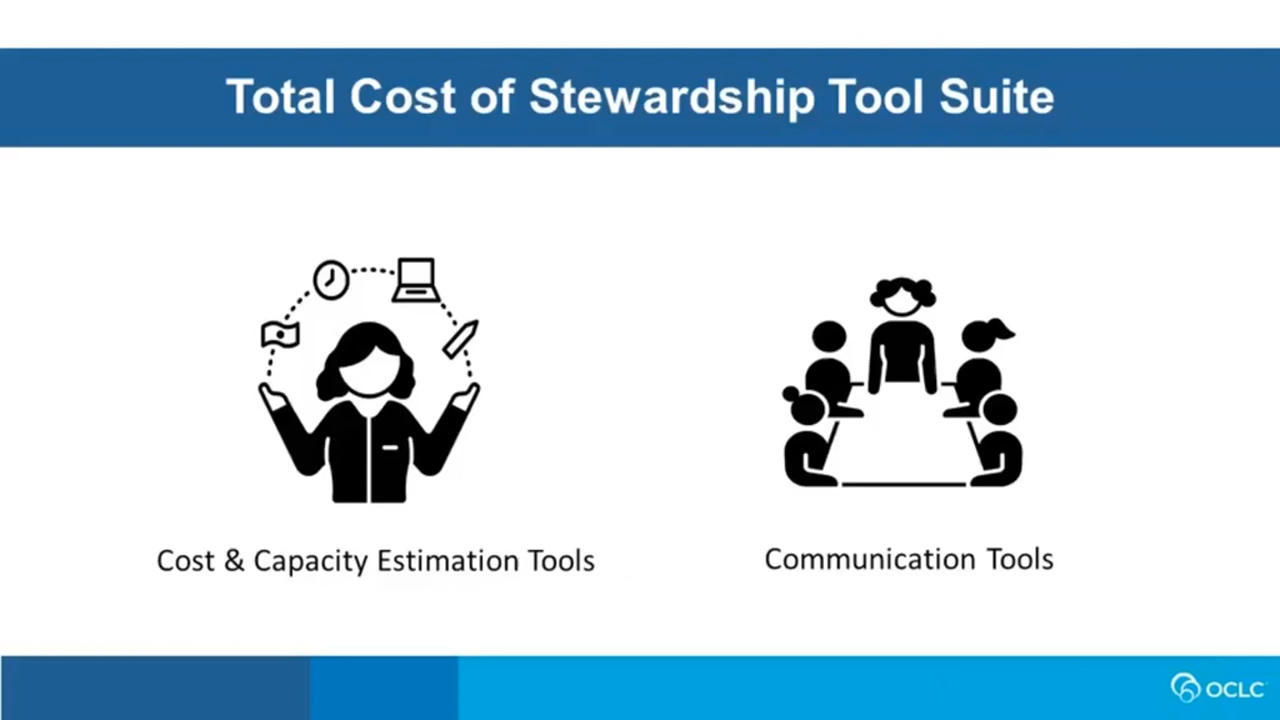 Total Cost of Stewardship Tool Suite
Cost & Capacity Estimation Tools
Communication Tools
OCLC